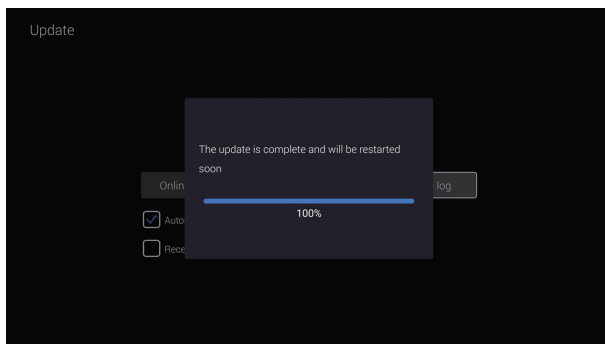 Update
The update is complete and will be restarted
soon
100%
Onlin
log
Auto
Rece